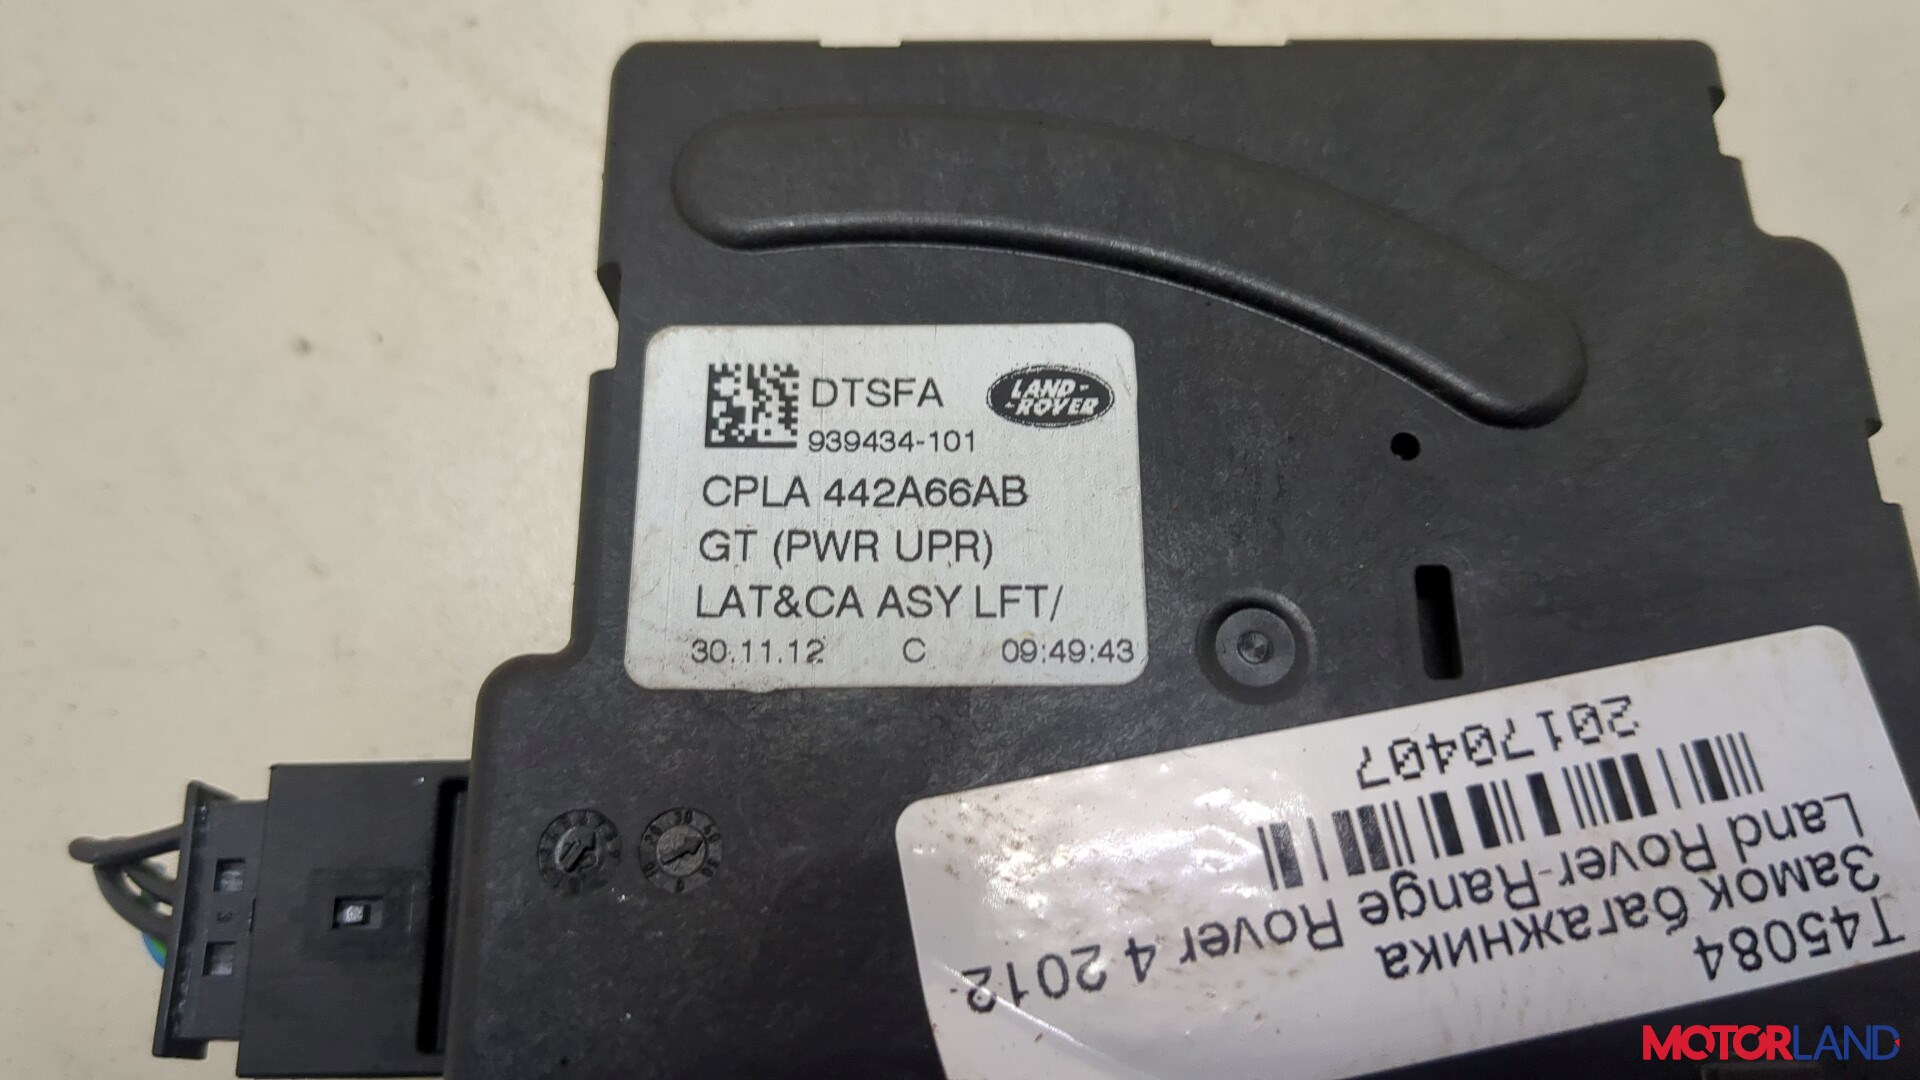 DTSFA
LAND-
-ROVER
939434-101
CPLA 442A66AB
GT (PWR UPR)
LAT&CA ASY LFT/
30.11.12 C 09:49:43
T45084
Замок багажника
Land Rover-Range Rover 4 2012-
20170407
MOTORLAND